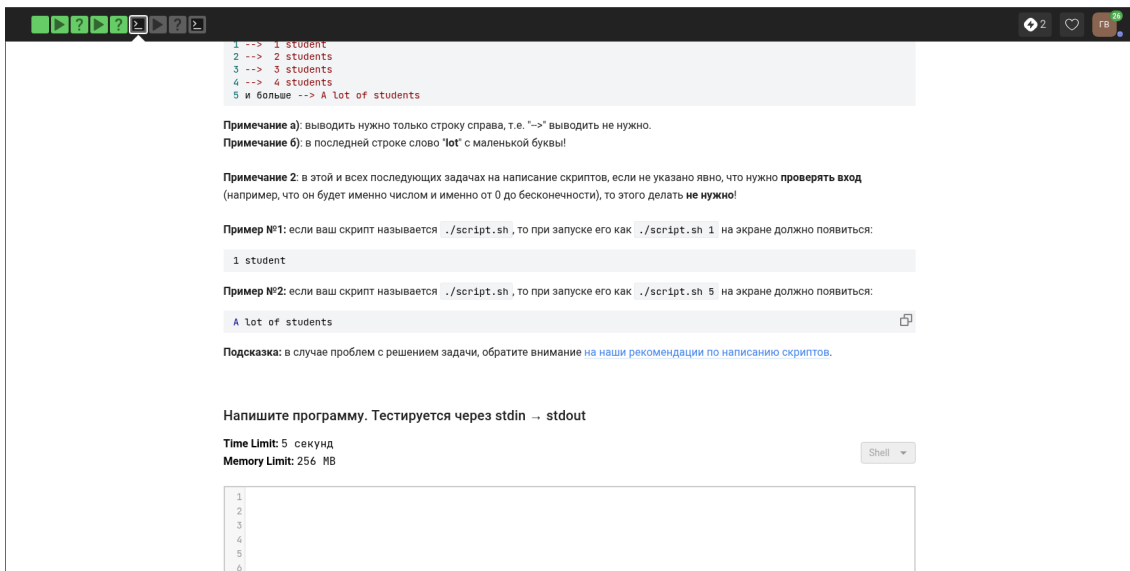 2
26
ГВ
1 --> 1 student
2 --> 2 students
3 --> 3 students
4 --> 4 students
5 и больше --> A lot of students
Примечание а): выводить нужно только строку справа, т.е. "-->" выводить не нужно.
Примечание б): в последней строке слово "lot" с маленькой буквы!
Примечание 2: в этой и всех последующих задачах на написание скриптов, если не указано явно, что нужно проверять вход
(например, что он будет именно числом и именно от 0 до бесконечности), то этого делать не нужно!
Пример №1: если ваш скрипт называется ./script.sh , то при запуске его как ./script.sh 1 на экране должно появиться:
1 student
Пример №2: если ваш скрипт называется ./script.sh , то при запуске его как ./script.sh 5 на экране должно появиться:
A lot of students
Подсказка: в случае проблем с решением задачи, обратите внимание на наши рекомендации по написанию скриптов.
Напишите программу. Тестируется через stdin → stdout
Time Limit: 5 секунд
Memory Limit: 256 MB
Shell
1
2
3
4
5
6